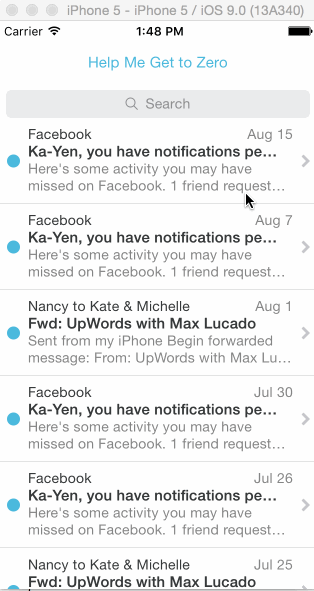 iPhone 5 - iPhone 5 / iOS 9.0 (13A340)
Carrier 1:48 PM
Help Me Get to Zero
Search
Facebook Aug 15
Ka-Yen, you have notifications pe...
Here's some activity you may have
missed on Facebook. 1 friend request...
Facebook Aug 7
Ka-Yen, you have notifications pe...
Here's some activity you may have
missed on Facebook. 1 friend request...
Nancy to Kate & Michelle Aug 1
Fwd: UpWords with Max Lucado
Sent from my iPhone Begin forwarded
message: From: UpWords with Max Lu...
Facebook Jul 30
Ka-Yen, you have notifications pe...
Here's some activity you may have
missed on Facebook. 1 friend request...
Facebook Jul 26
Ka-Yen, you have notifications pe...
Here's some activity you may have
missed on Facebook. 1 friend request...
Nancy to Kate & Michelle Jul 25
Fwd: UpWords with Max Lucado